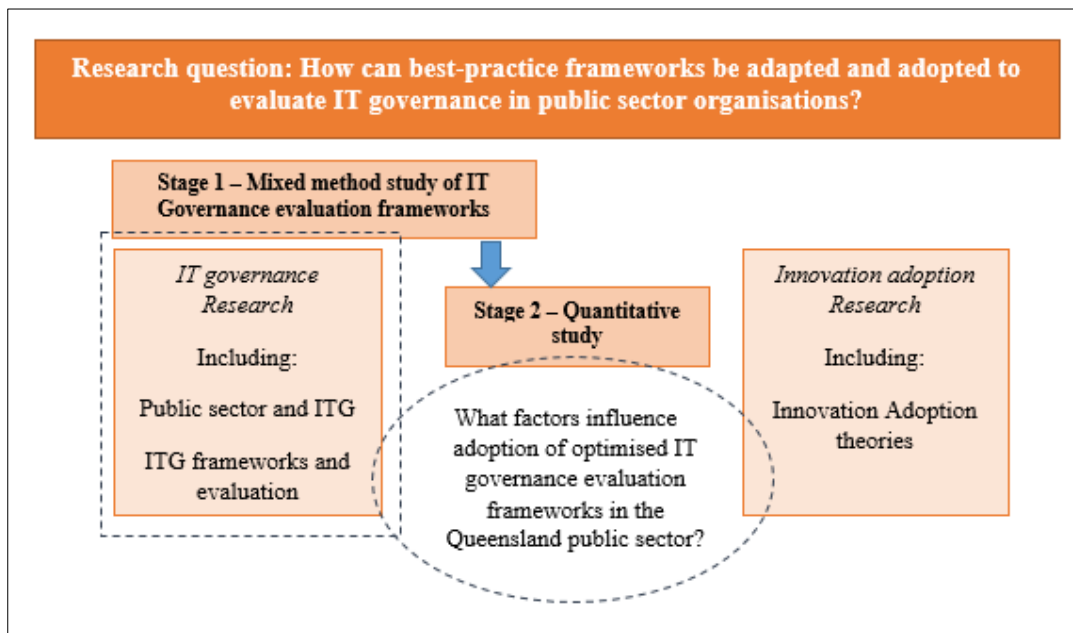 Research question: How can best-practice frameworks be adapted and adopted to
evaluate IT governance in public sector organisations?
Stage 1 – Mixed method study of IT
Governance evaluation frameworks
IT governance
Research
Including:
Public sector and ITG
ITG frameworks and
evaluation
Stage 2 – Quantitative
study
What factors influence
adoption of optimised IT
governance evaluation
frameworks in the
Queensland public sector?
Innovation adoption
Research
Including:
Innovation Adoption
theories